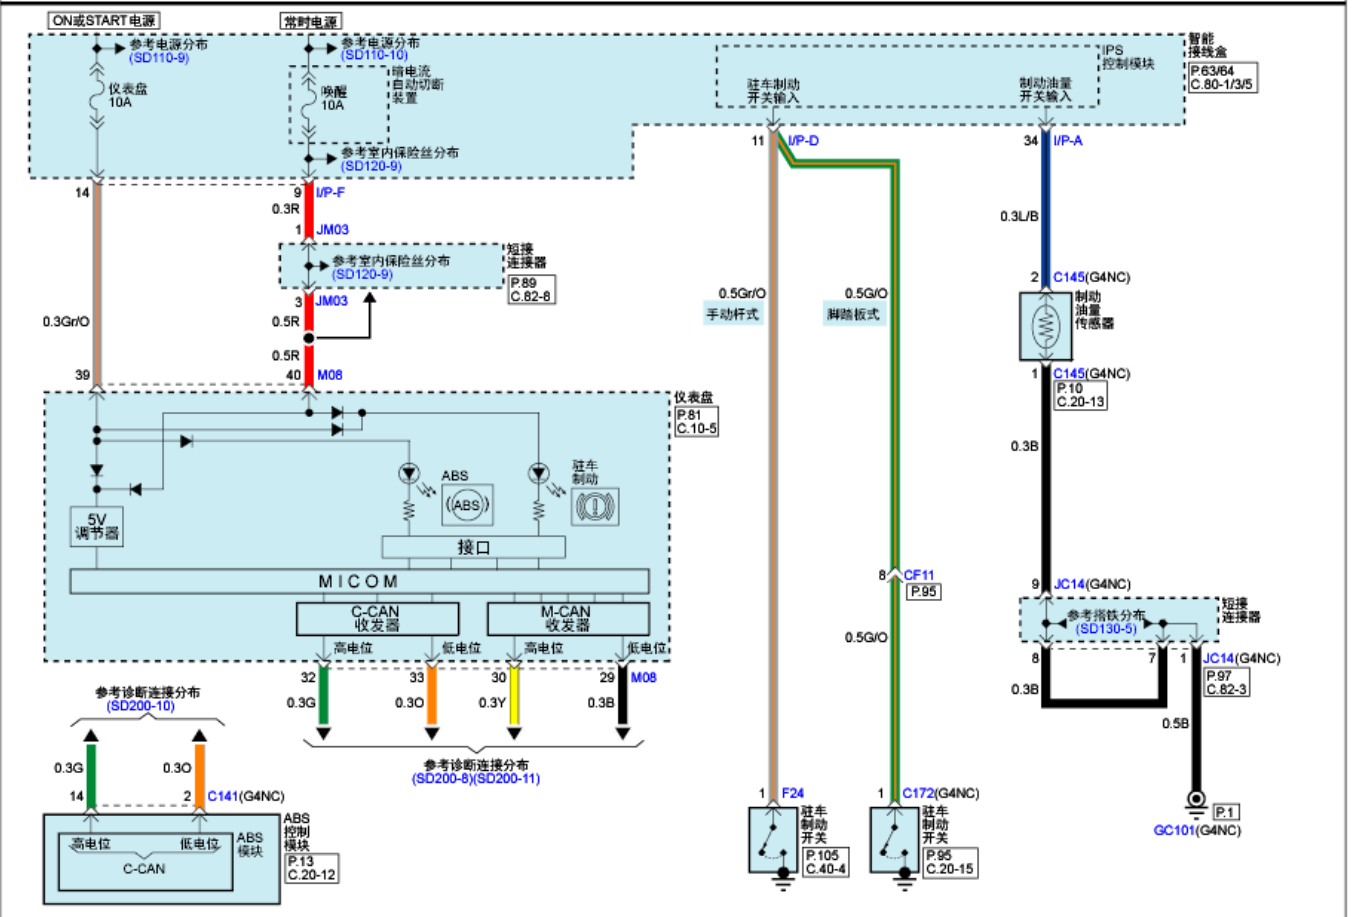 ON或START电源
常时电源
参考电源分布
(SD110-9)
仪表盘
10A
参考电源分布
(SD110-10)
暗电流
自动切断
装置
唤醒
10A
参考室内保险丝分布
(SD120-9)
驻车制动
开关输入
制动油量
开关输入
IPS
控制模块
智能
接线盒
P.63/64
C.80-1/3/5
14
9
I/P-F
0.3R
1
JM03
参考室内保险丝分布
(SD120-9)
短接
连接器
P.89
C.82-8
3
JM03
0.5R
0.3Gr/O
0.5R
39
40
M08
11
I/P-D
34
I/P-A
0.3L/B
2
C145(G4NC)
制动
油量
传感器
1
C145(G4NC)
P.10
C.20-13
0.3B
0.5Gr/O
手动杆式
0.5G/O
脚踏板式
仪表盘
P.81
C.10-5
ABS
(ABS)
驻车
制动
5V
调节器
接口
MICOM
C-CAN
收发器
M-CAN
收发器
高电位
低电位
高电位
低电位
32
33
30
29
M08
0.3G
0.3O
0.3Y
0.3B
参考诊断连接分布
(SD200-8)(SD200-11)
8
CF11
P.95
0.5G/O
9
JC14(G4NC)
参考搭铁分布
(SD130-5)
短接
连接器
8
7
1
JC14(G4NC)
P.97
C.82-3
0.3B
0.5B
P.1
GC101(G4NC)
参考诊断连接分布
(SD200-10)
0.3G
0.3O
14
2
C141(G4NC)
高电位
低电位
C-CAN
ABS
模块
ABS
控制
模块
P.13
C.20-12
1
F24
驻车
制动
开关
P.105
C.40-4
1
C172(G4NC)
驻车
制动
开关
P.95
C.20-15